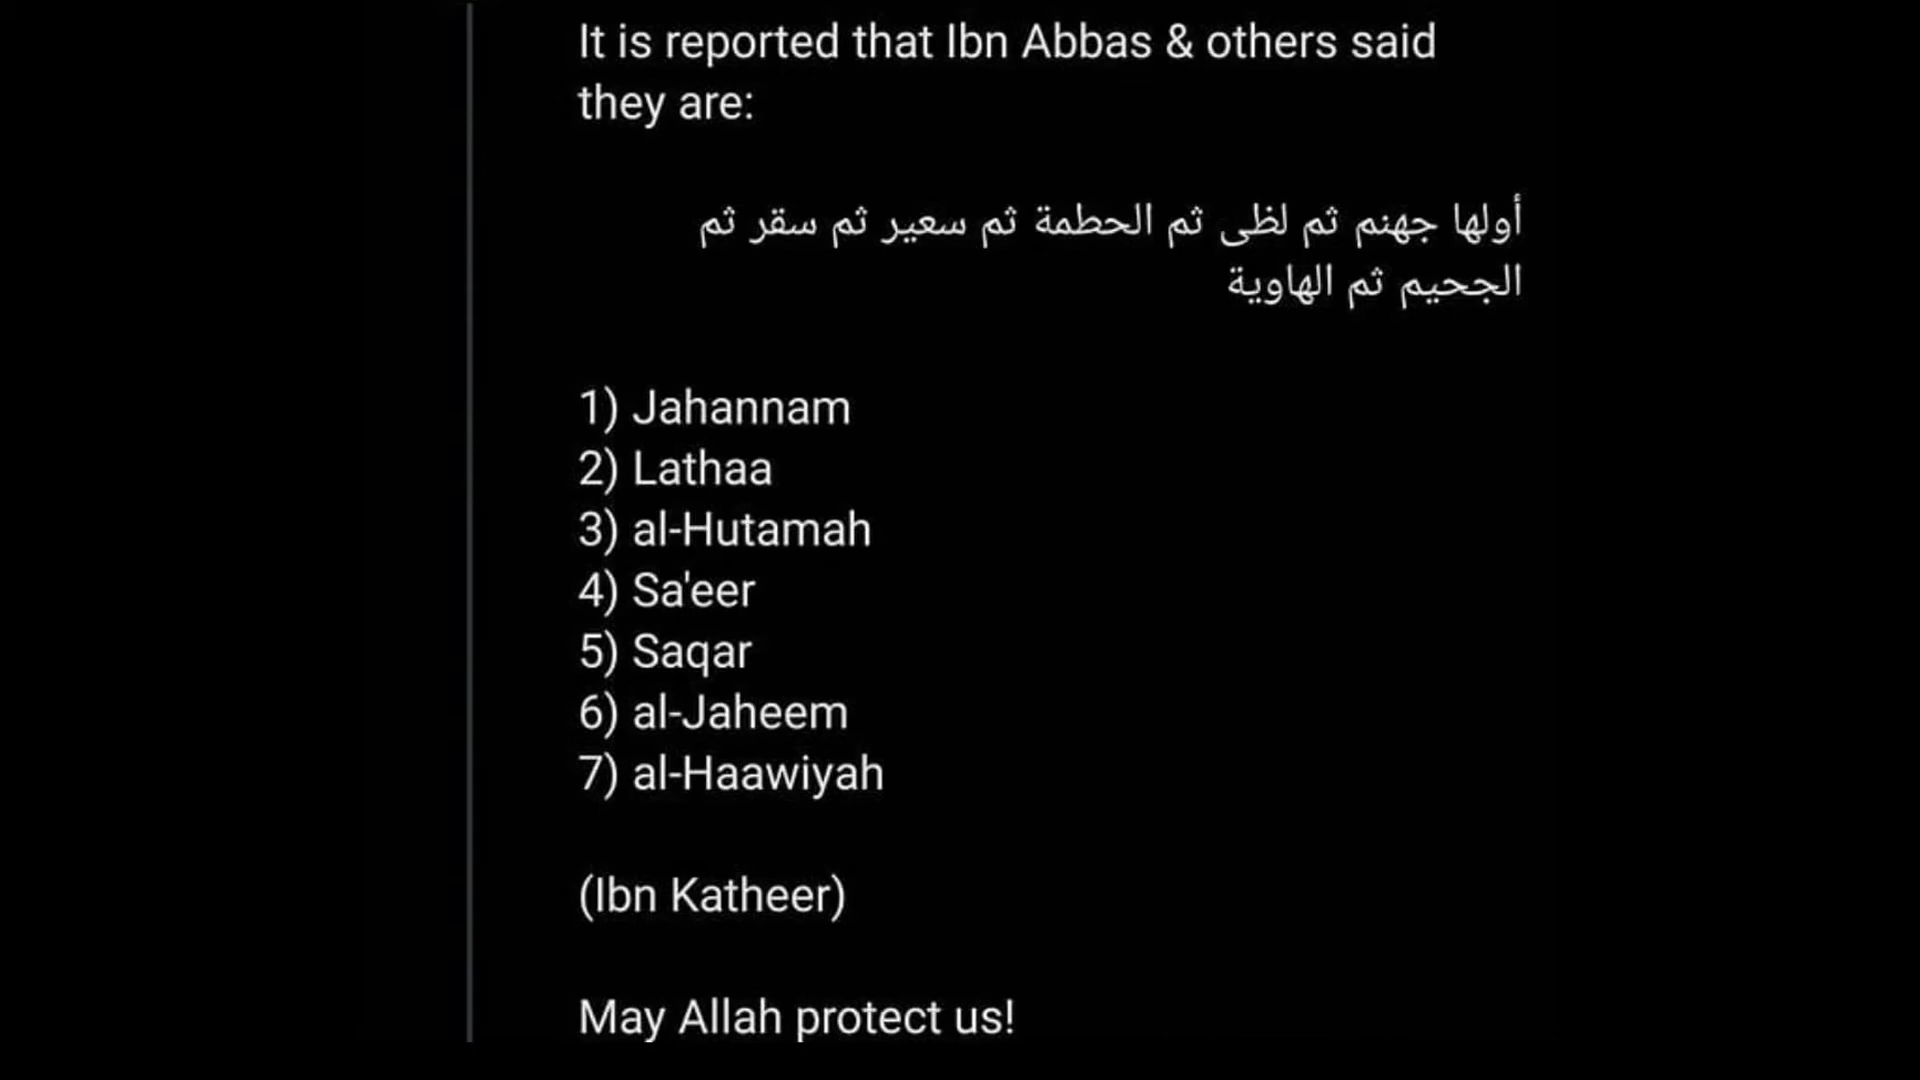 It is reported that Ibn Abbas & others said
they are:
أولها جهنم ثم لظى ثم الحطمة ثم سعير ثم سقر ثم
الجحيم ثم الهاوية
1) Jahannam
2) Lathaa
3) al-Hutamah
4) Sa'eer
5) Saqar
6) al-Jaheem
7) al-Haawiyah
(Ibn Katheer)
May Allah protect us!